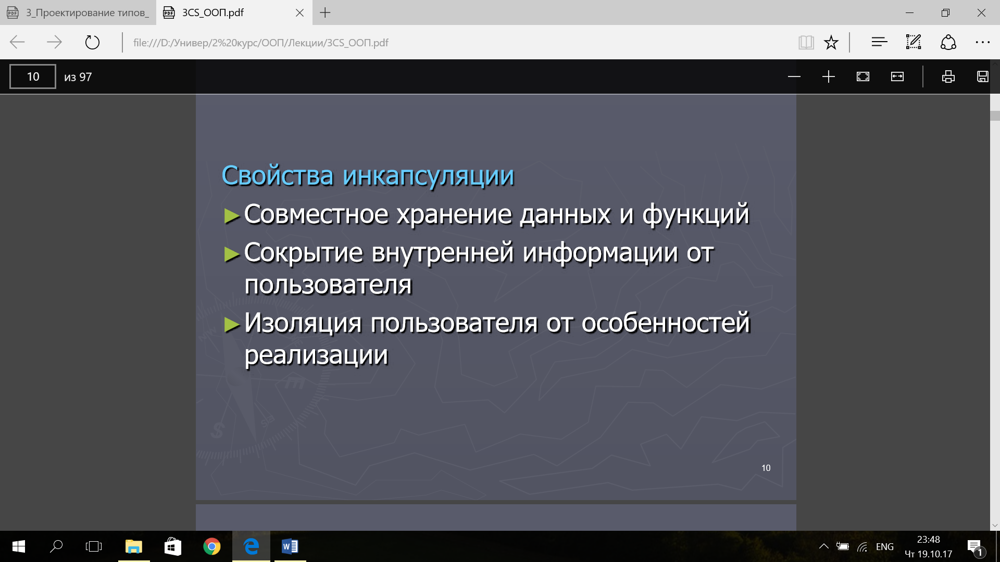 3_Проектирование типов_
3CS_ООП.pdf
file:///D:/Универ/2%20курс/ООП/Лекции/3CS_ООП.pdf
10 из 97
Свойства инкапсуляции
►Совместное хранение данных и функций
►Сокрытие внутренней информации от
пользователя
►Изоляция пользователя от особенностей
реализации
NW
E
SE
S
10
ENG
23:48
Чт 19.10.17
1